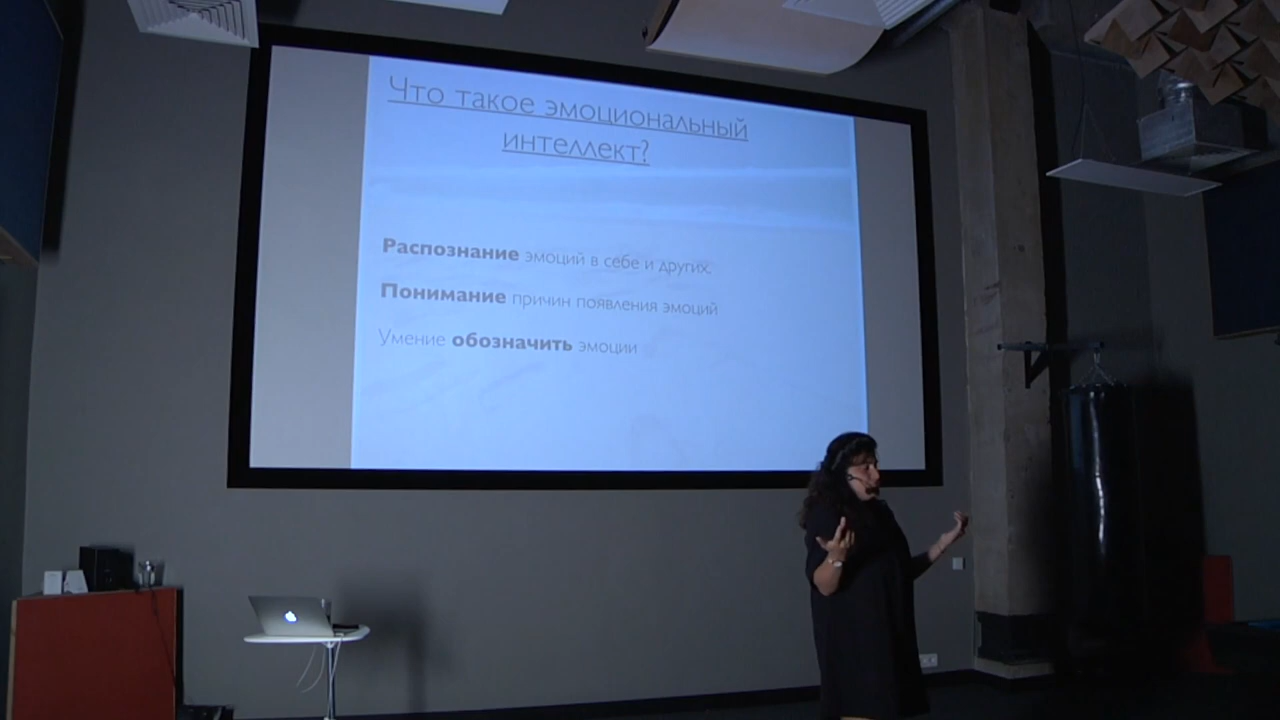 Что такое эмоциональный
интеллект?
Распознание эмоций в себе и других.
Понимание причин появления эмоций
Умение обозначить эмоции